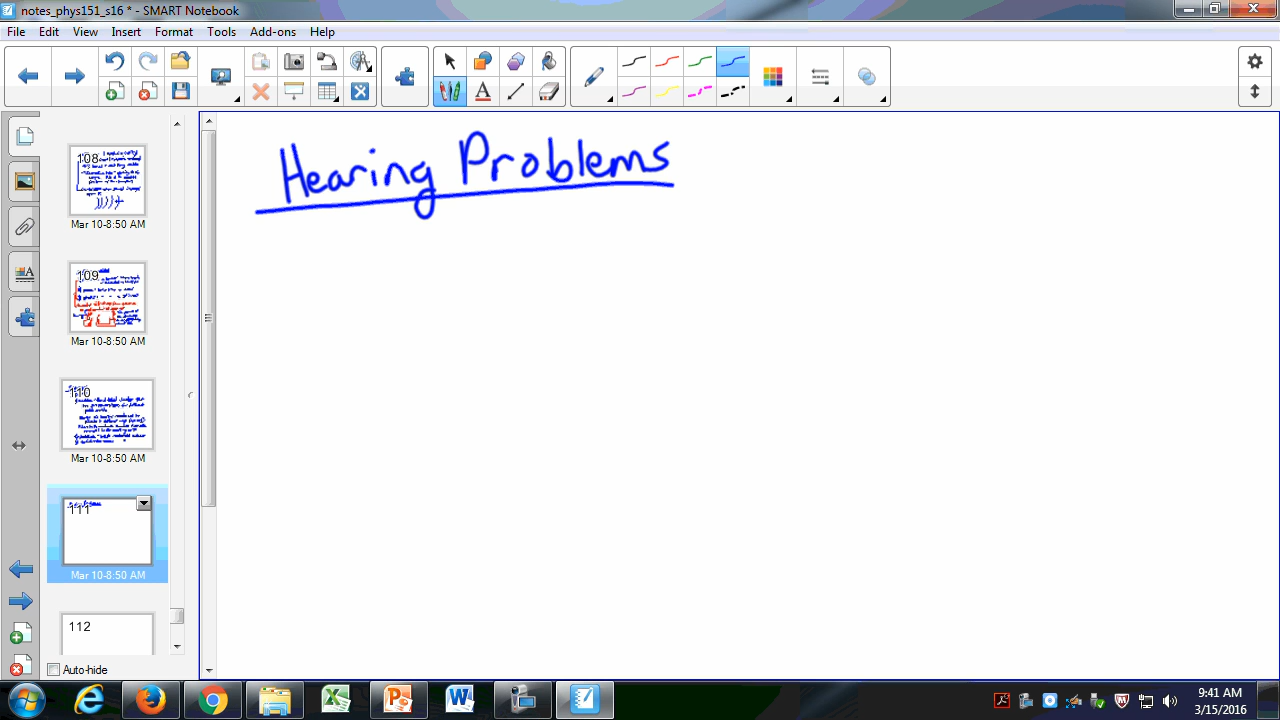 notes_phys151_s16 * - SMART Notebook
File Edit View Insert Format Tools Add-ons Help
Hearing Problems
108
Mar 10-8:50 AM
109
Mar 10-8:50 AM
110
Mar 10-8:50 AM
111
Mar 10-8:50 AM
112
Auto-hide
9:41 AM
3/15/2016